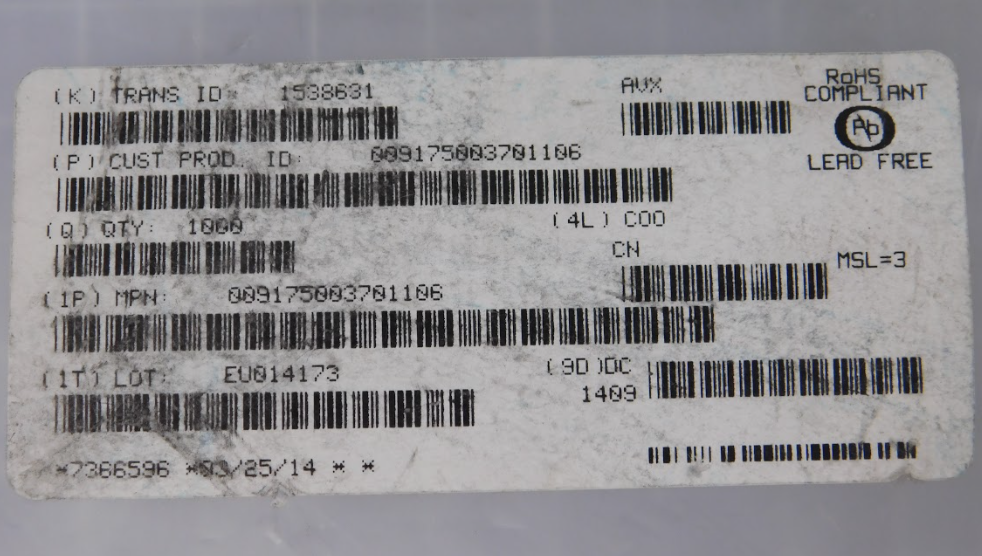 (K) TRANS ID: 1538631
AVX
RoHS
COMPLIANT
Pb
LEAD FREE
(P) CUST PROD. ID: 009175003701106
(Q) QTY: 1000
(4L) COO
CN
MSL=3
(1P) MPN: 009175003701106
(1T) LOT: EU014173
(9D)DC
1409
*7366596 *03/25/14 * *